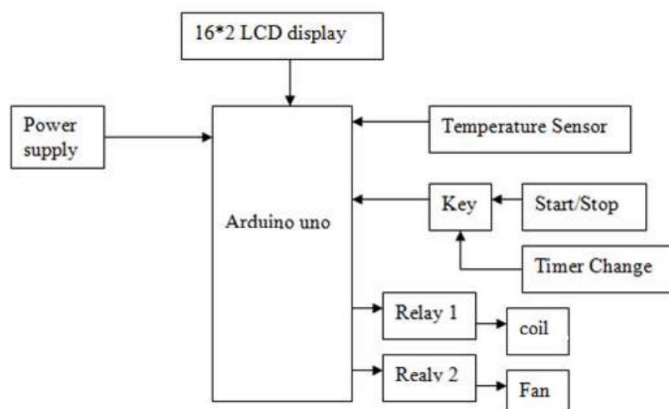 16*2 LCD display
Power
supply
Temperature Sensor
Arduino uno
Key
Start/Stop
Timer Change
Relay 1
coil
Realy 2
Fan